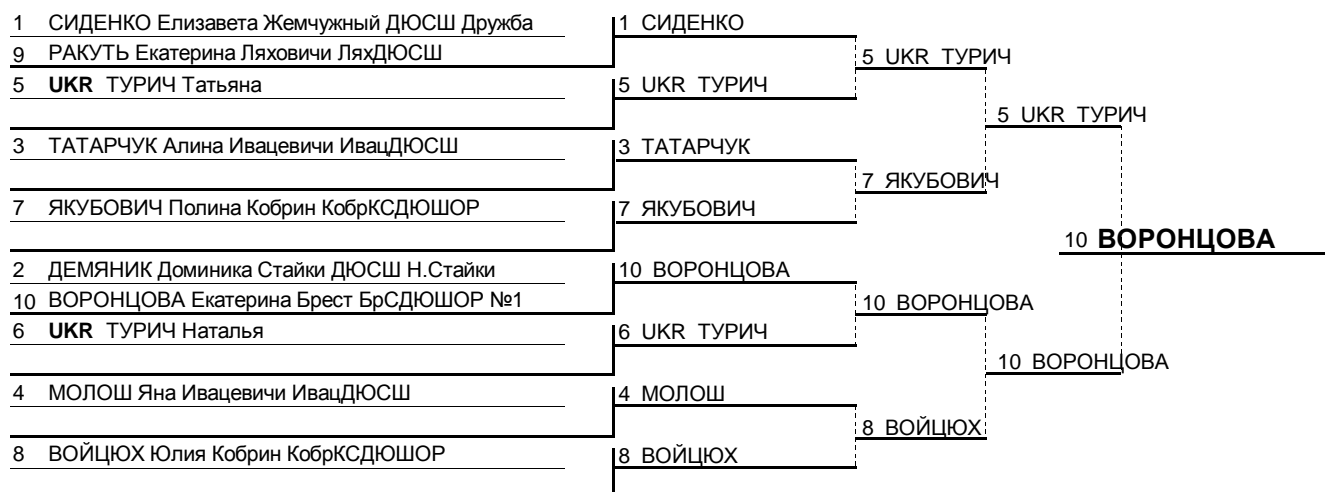 1 СИДЕНКО Елизавета Жемчужный ДЮСШ Дружба
9 РАКУТЬ Екатерина Ляховичи ЛяхДЮСШ
5 UKR ТУРИЧ Татьяна
3 ТАТАРЧУК Алина Ивацевичи ИвацДЮСШ
7 ЯКУБОВИЧ Полина Кобрин КобрКСДЮШОР
2 ДЕМЯНИК Доминика Стайки ДЮСШ Н.Стайки
10 ВОРОНЦОВА Екатерина Брест БрСДЮШОР №1
6 UKR ТУРИЧ Наталья
4 МОЛОШ Яна Ивацевичи ИвацДЮСШ
8 ВОЙЦЮХ Юлия Кобрин КобрКСДЮШОР
1 СИДЕНКО
5 UKR ТУРИЧ
3 ТАТАРЧУК
7 ЯКУБОВИЧ
10 ВОРОНЦОВА
6 UKR ТУРИЧ
4 МОЛОШ
8 ВОЙЦЮХ
5 UKR ТУРИЧ
7 ЯКУБОВИЧ
10 ВОРОНЦОВА
8 ВОЙЦЮХ
5 UKR ТУРИЧ
10 ВОРОНЦОВА
10 ВОРОНЦОВА